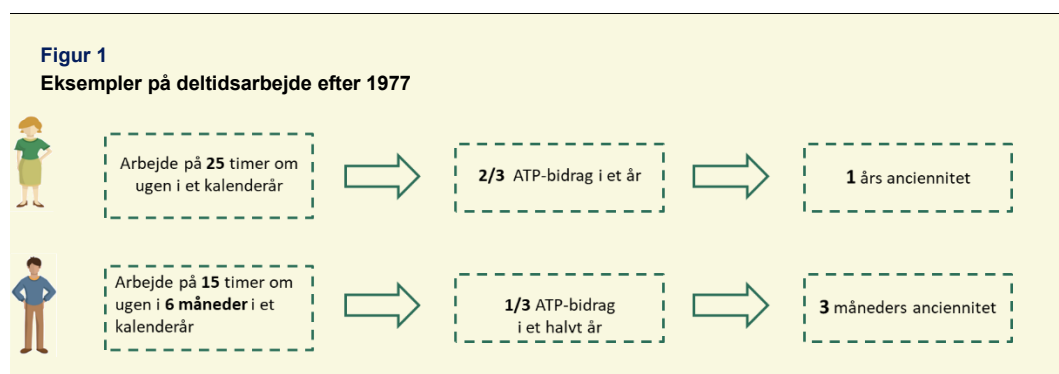 Figur 1
Eksempler på deltidsarbejde efter 1977
Arbejde på 25 timer om
ugen i et kalenderår
2/3 ATP-bidrag i et år
1 års anciennitet
Arbejde på 15 timer om
ugen i 6 måneder i et
kalenderår
1/3 ATP-bidrag
i et halvt år
3 måneders anciennitet